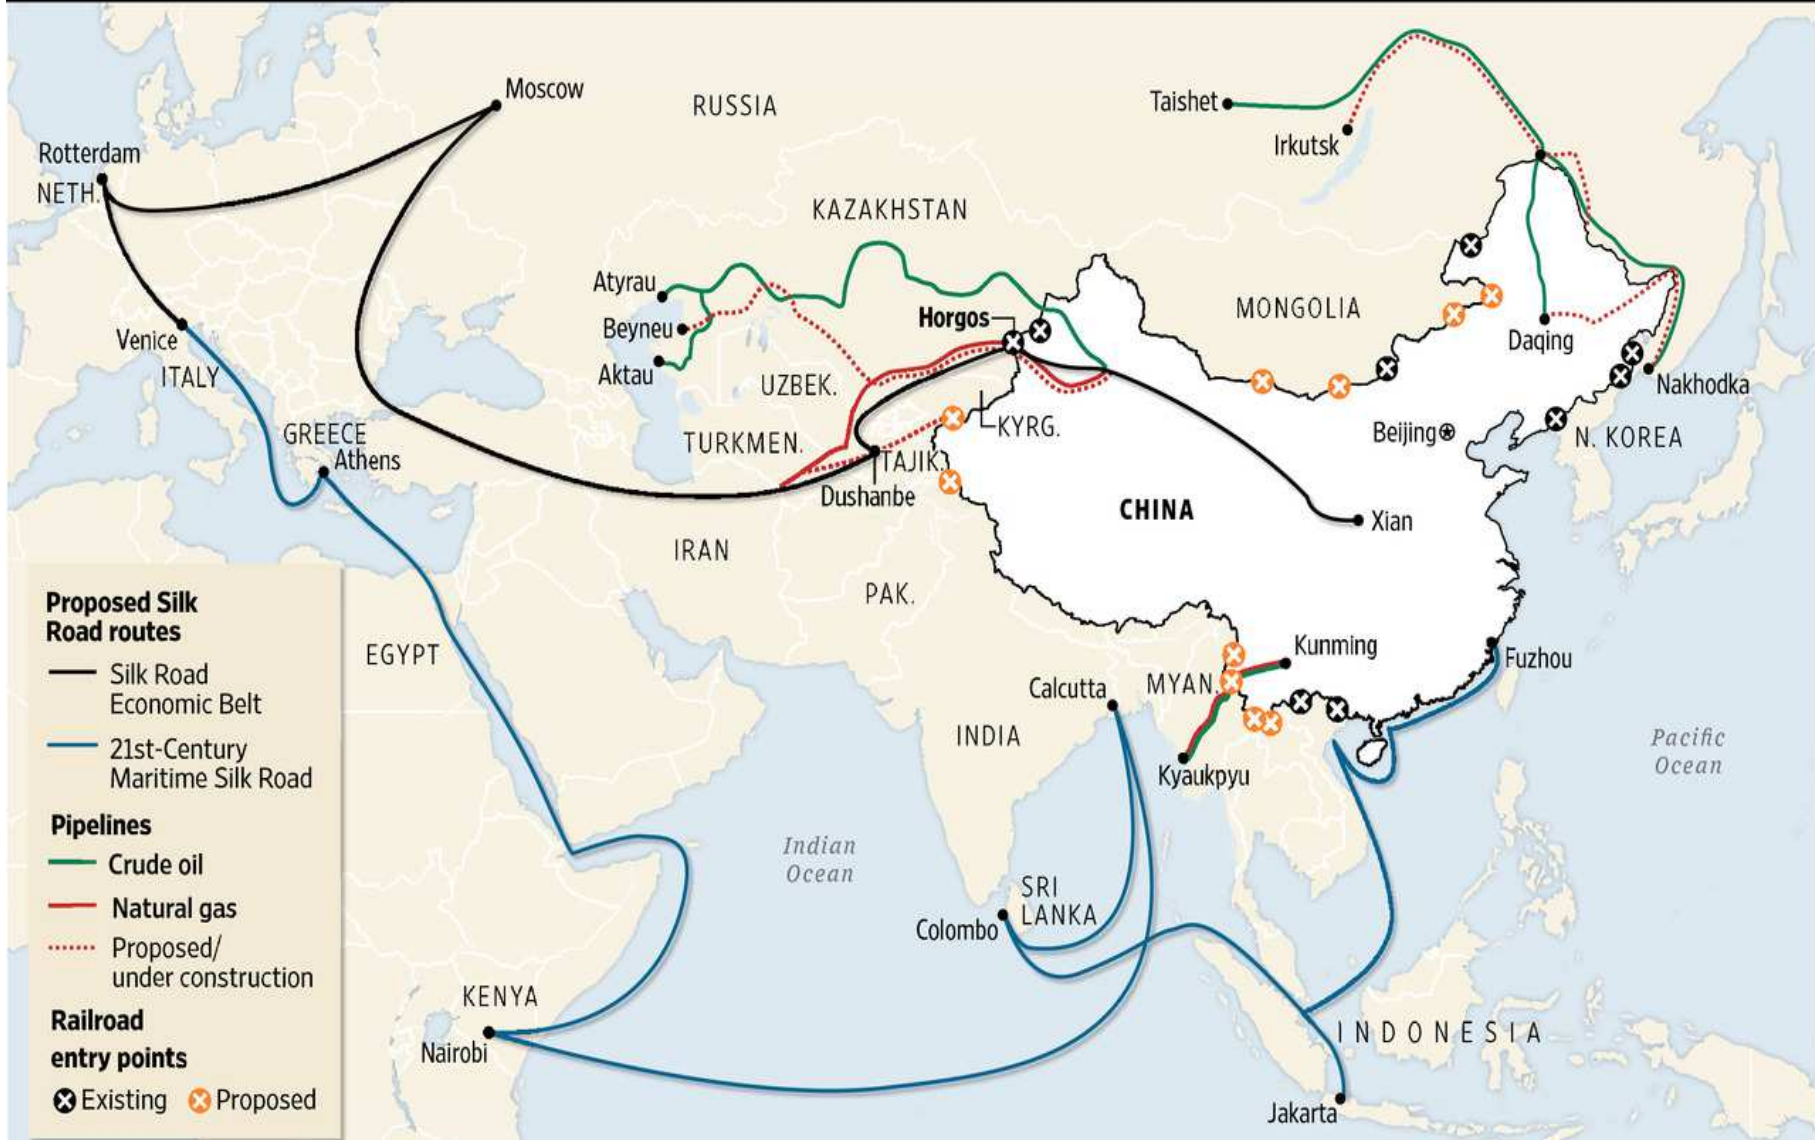 Moscow
RUSSIA
Taishet
Irkutsk
Rotterdam
NETH.
KAZAKHSTAN
Atyrau
Beyneu
Aktau
Horgos
MONGOLIA
Daqing
Nakhodka
Venice
ITALY
UZBEK.
KYRG.
TURKMEN.
TAJIK.
Dushanbe
GREECE
Athens
Beijing
N. KOREA
CHINA
Xian
IRAN
PAK.
EGYPT
Kunming
Fuzhou
Calcutta
MYAN.
INDIA
Kyaukpyu
Pacific
Ocean
Indian
Ocean
SRI
LANKA
Colombo
KENYA
Nairobi
INDONESIA
Jakarta
Proposed Silk
Road routes
Silk Road
Economic Belt
21st-Century
Maritime Silk Road
Pipelines
Crude oil
Natural gas
Proposed/
under construction
Railroad
entry points
Existing
Proposed